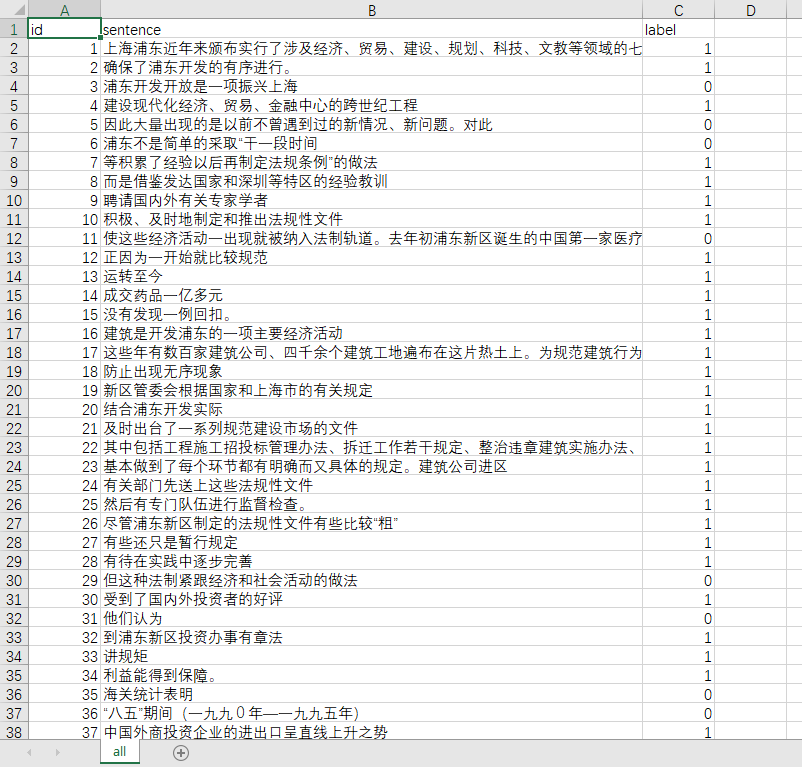 A B C D
1 id sentence label
2 1 上海浦东近年来颁布实行了涉及经济、贸易、建设、规划、科技、文教等领域的七 1
3 2 确保了浦东开发的有序进行。 1
4 3 浦东开发开放是一项振兴上海 0
5 4 建设现代化经济、贸易、金融中心的跨世纪工程 1
6 5 因此大量出现的是以前不曾遇到过的新情况、新问题。对此 0
7 6 浦东不是简单的采取“干一段时间 0
8 7 等积累了经验以后再制定法规条例”的做法 1
9 8 而是借鉴发达国家和深圳等特区的经验教训 1
10 9 聘请国内外有关专家学者 1
11 10 积极、及时地制定和推出法规性文件 1
12 11 使这些经济活动一出现就被纳入法制轨道。去年初浦东新区诞生的中国第一家医疗 0
13 12 正因为一开始就比较规范 1
14 13 运转至今 1
15 14 成交药品一亿多元 1
16 15 没有发现一例回扣。 1
17 16 建筑是开发浦东的一项主要经济活动 1
18 17 这些年有数百家建筑公司、四千余个建筑工地遍布在这片热土上。为规范建筑行为 1
19 18 防止出现无序现象 1
20 19 新区管委会根据国家和上海市的有关规定 1
21 20 结合浦东开发实际 1
22 21 及时出台了一系列规范建设市场的文件 1
23 22 其中包括工程施工招投标管理办法、拆迁工作若干规定、整治违章建筑实施办法、 1
24 23 基本做到了每个环节都有明确而又具体的规定。建筑公司进区 1
25 24 有关部门先送上这些法规性文件 1
26 25 然后有专门队伍进行监督检查。 1
27 26 尽管浦东新区制定的法规性文件有些比较“粗” 1
28 27 有些还只是暂行规定 1
29 28 有待在实践中逐步完善 1
30 29 但这种法制紧跟经济和社会活动的做法 0
31 30 受到了国内外投资者的好评 1
32 31 他们认为 0
33 32 到浦东新区投资办事有章法 1
34 33 讲规矩 1
35 34 利益能得到保障。 1
36 35 海关统计表明 0
37 36 “八五”期间（一九九０年—一九九五年） 0
38 37 中国外商投资企业的进出口呈直线上升之势 1
all